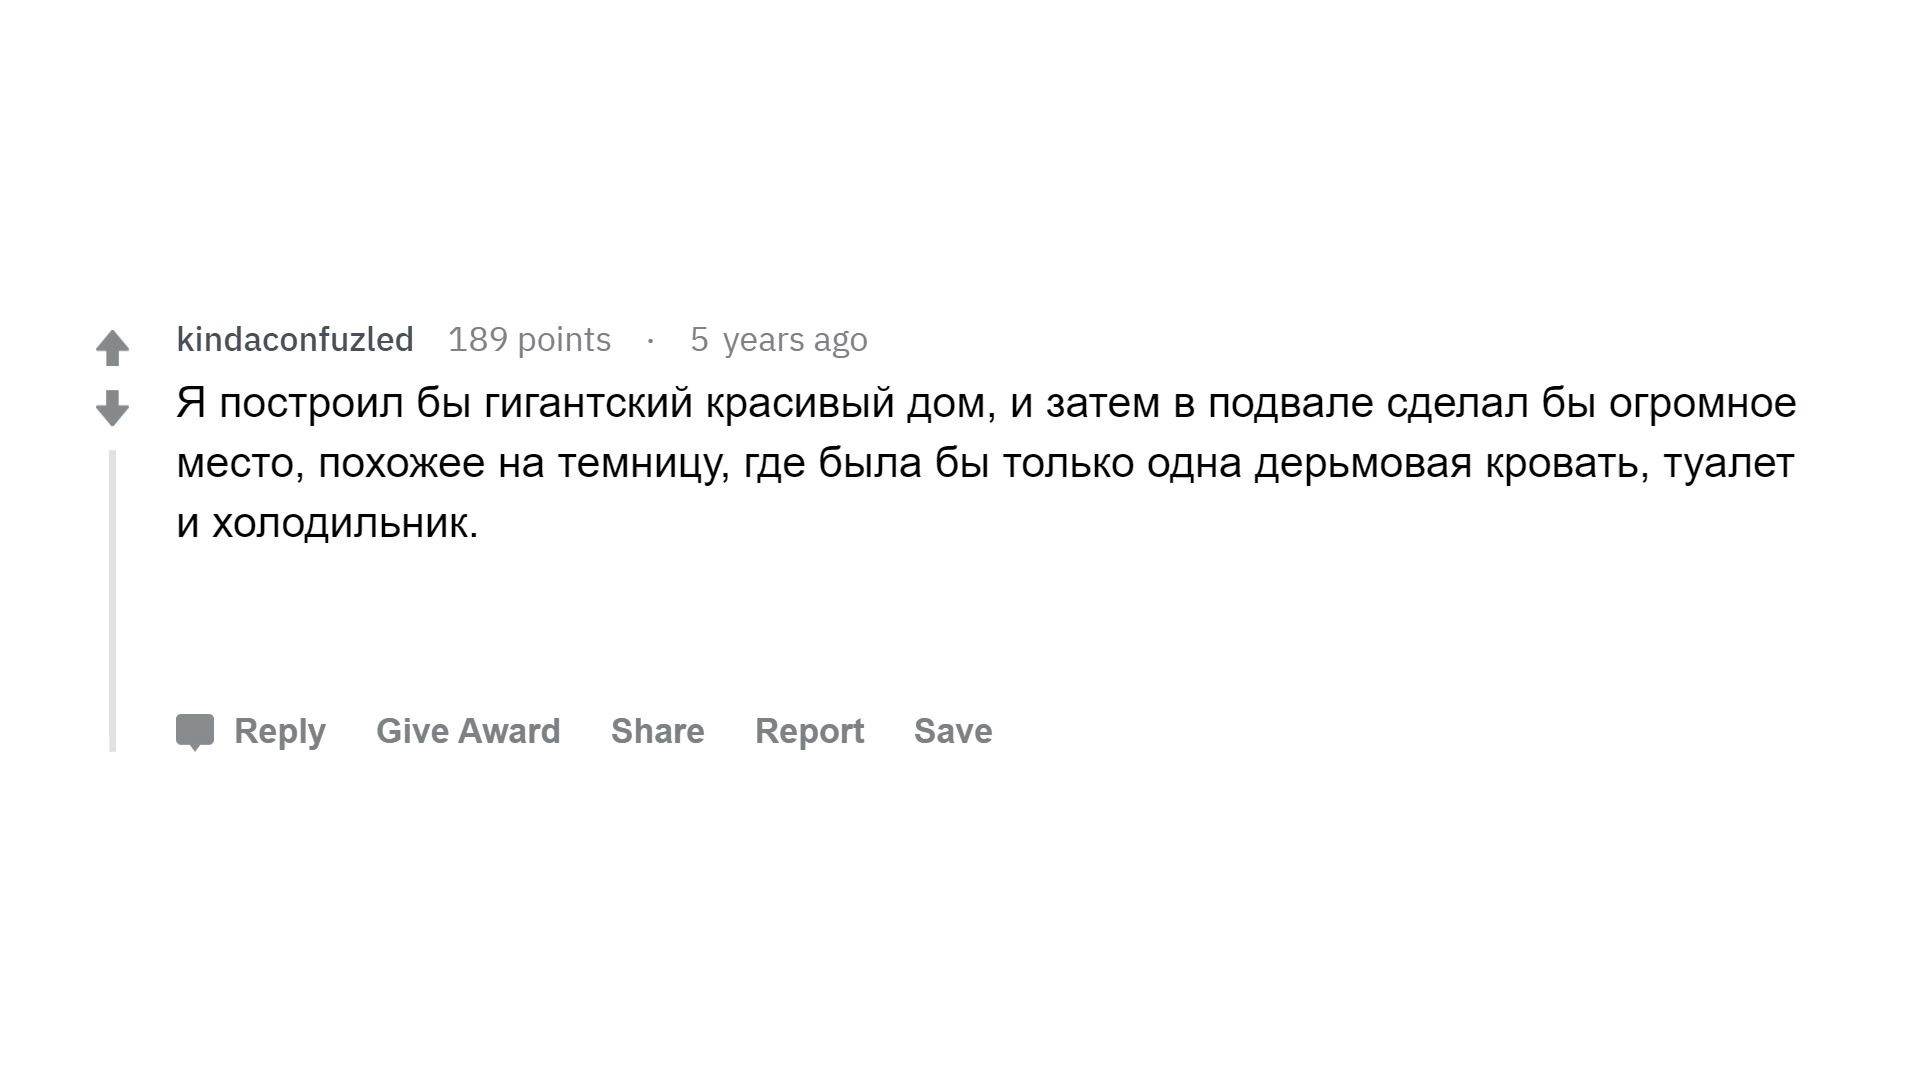 kindaconfuzled 189 points · 5 years ago
Я построил бы гигантский красивый дом, и затем в подвале сделал бы огромное
место, похожее на темницу, где была бы только одна дерьмовая кровать, туалет
и холодильник.
Reply Give Award Share Report Save